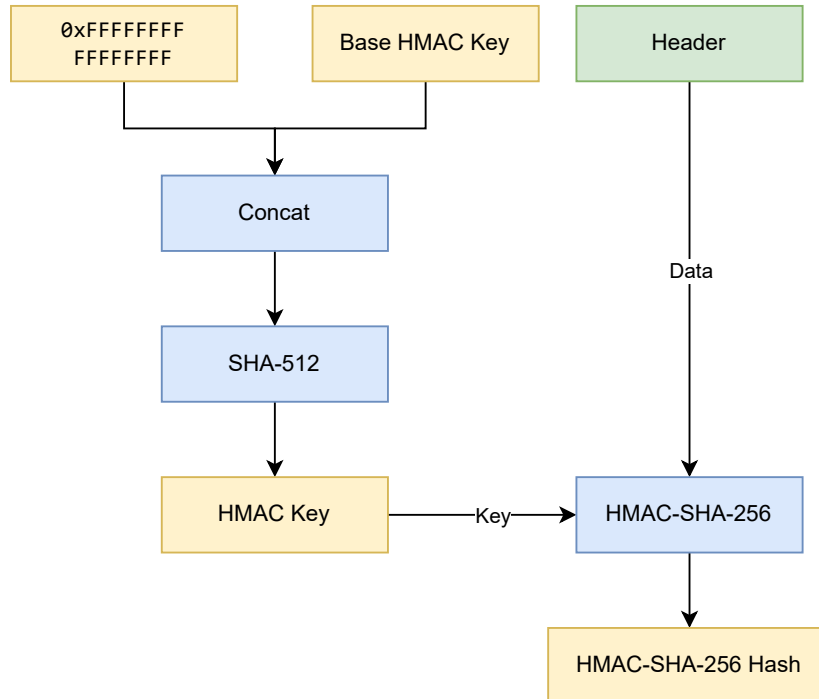 0xFFFFFFFF
FFFFFFFF
Base HMAC Key
Header
Concat
Data
SHA-512
HMAC Key
Key
HMAC-SHA-256
HMAC-SHA-256 Hash